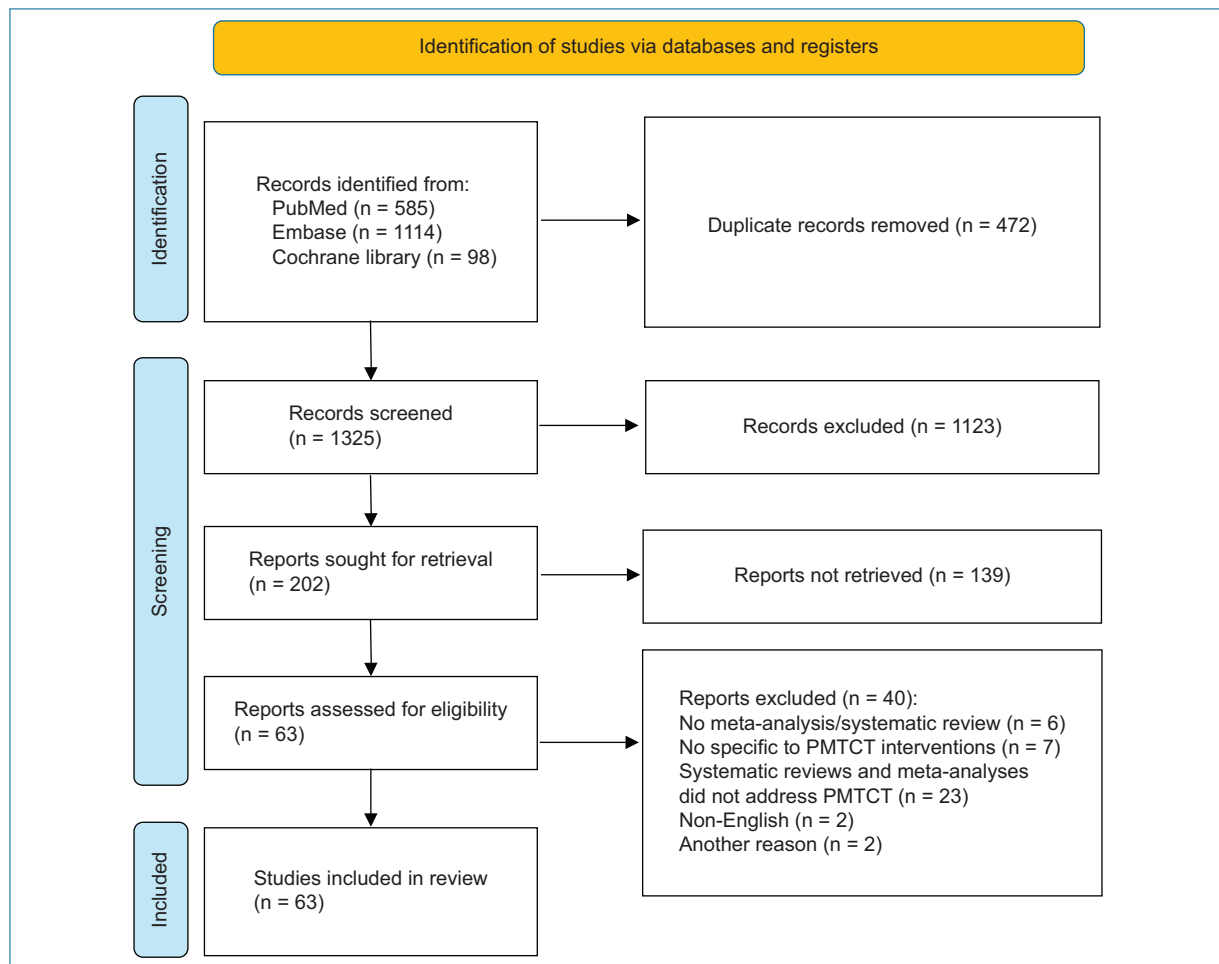 Identification of studies via databases and registers
Identification
Records identified from:
PubMed (n = 585)
Embase (n = 1114)
Cochrane library (n = 98)
Duplicate records removed (n = 472)
Screening
Records screened
(n = 1325)
Records excluded (n = 1123)
Reports sought for retrieval
(n = 202)
Reports not retrieved (n = 139)
Reports assessed for eligibility
(n = 63)
Reports excluded (n = 40):
No meta-analysis/systematic review (n = 6)
No specific to PMTCT interventions (n = 7)
Systematic reviews and meta-analyses
did not address PMTCT (n = 23)
Non-English (n = 2)
Another reason (n = 2)
Included
Studies included in review
(n = 63)